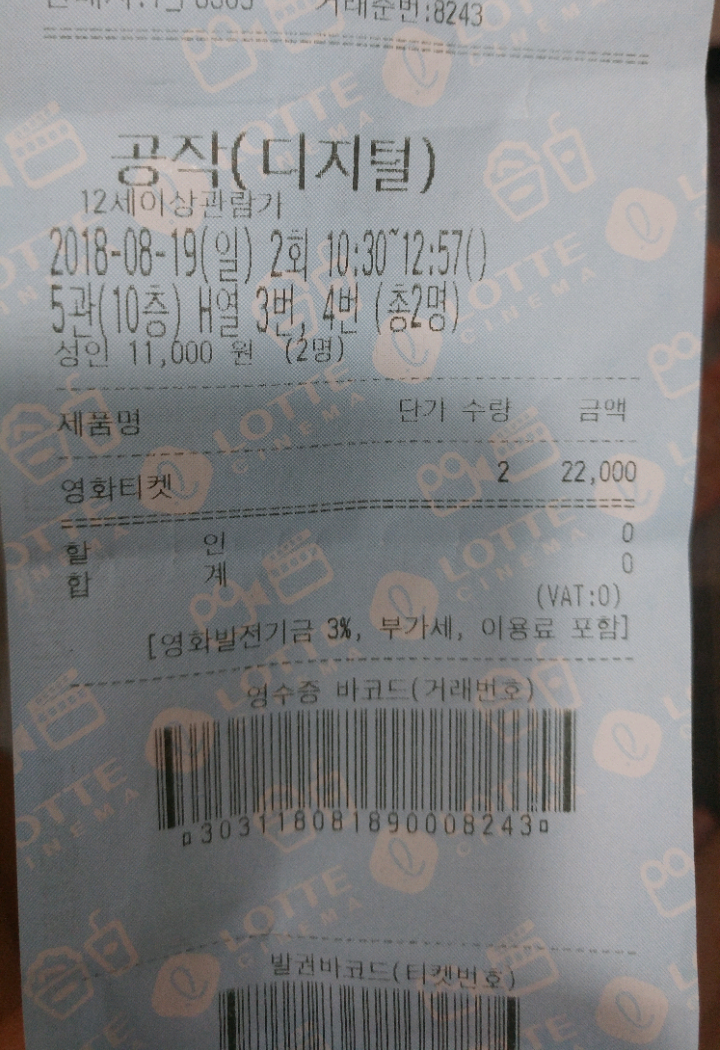 거래순번:8243
공작(디지털)
12세이상관람가
2018-08-19(일) 2회 10:30~12:57()
5관(10층) H열 3번, 4번 (총2명)
성인 11,000 원 (2명)
제품명 단가 수량 금액
영화티켓 2 22,000
할 인 0
합 계 0
(VAT:0)
[영화발전기금 3%, 부가세, 이용료 포함]
영수증 바코드(거래번호)
303118081890008243
발권바코드(티켓번호)
LOTTE
CINEMA